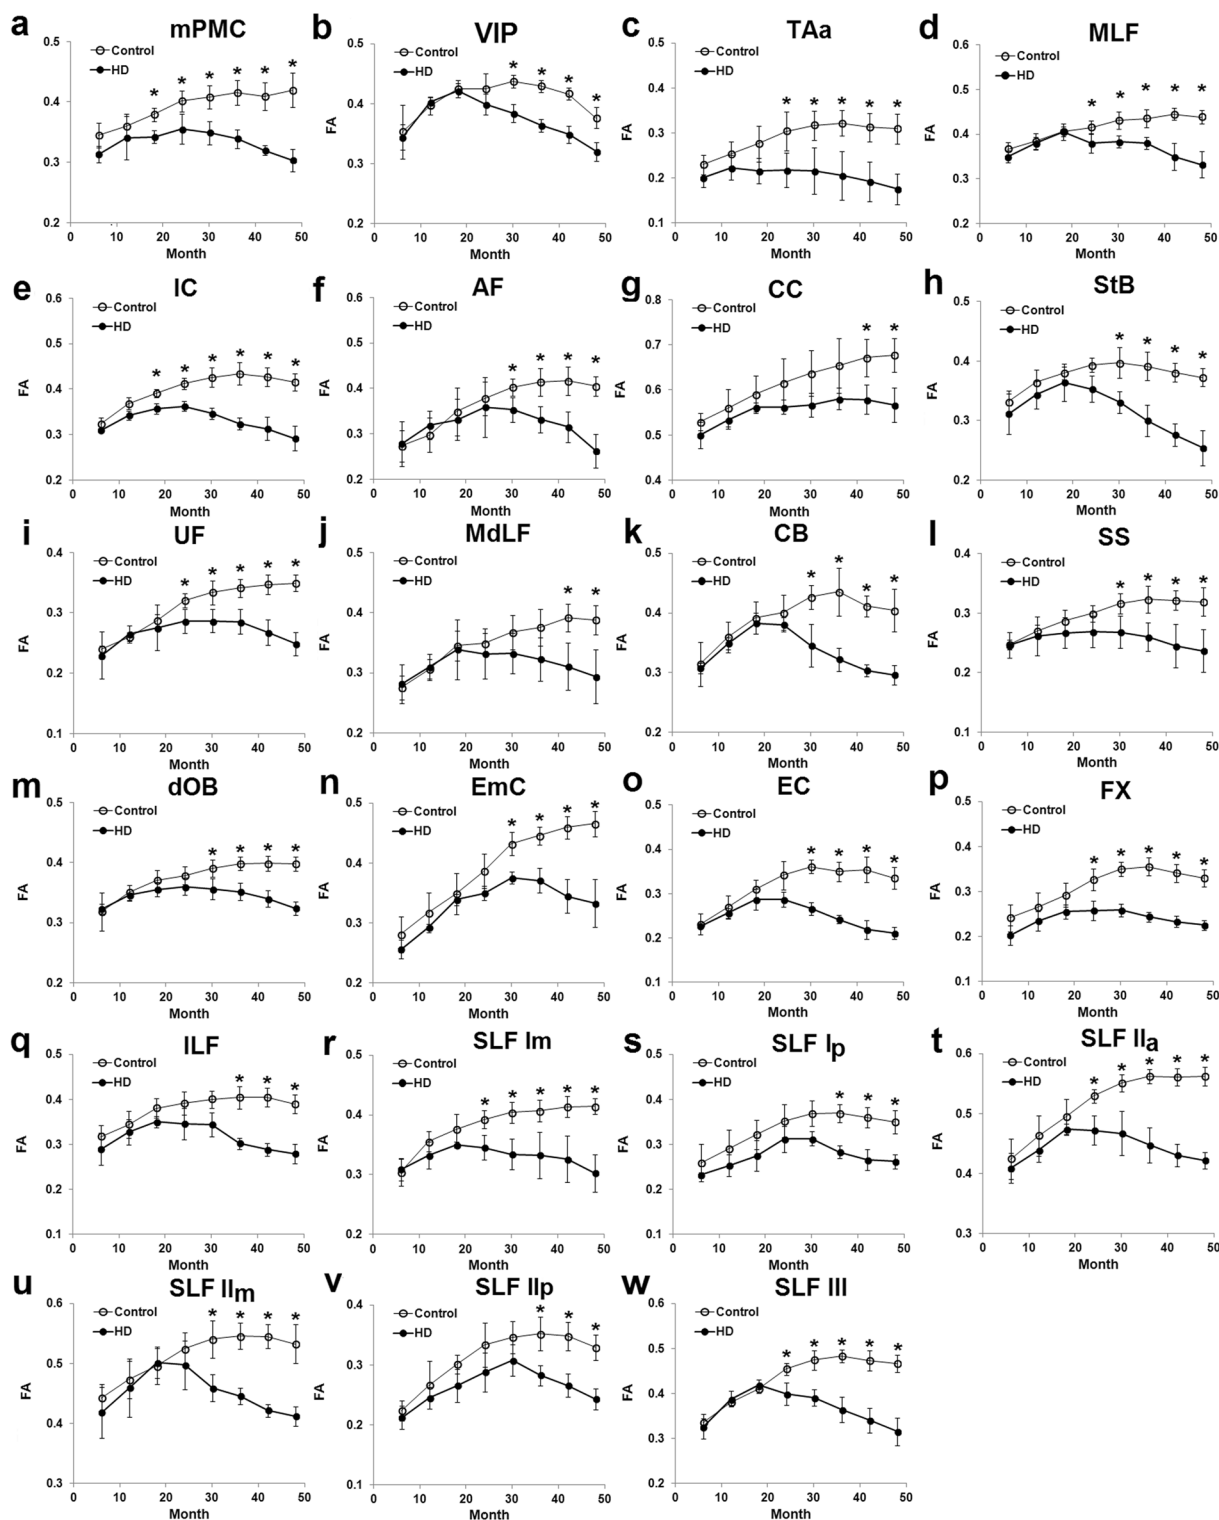 a mPMC
Control
HD
*
*
*
*
*
*
0.5
0.4
0.3
0.2
FA
0 10 20 30 40 50
Month
b VIP
Control
HD
*
*
*
*
0.5
0.4
0.3
0.2
FA
0 10 20 30 40 50
Month
c TAa
Control
HD
* * * * *
0.5
0.4
0.3
0.2
0.1
FA
0 10 20 30 40 50
Month
d MLF
Control
HD
* * * * *
0.6
0.5
0.4
0.3
0.2
FA
0 10 20 30 40 50
Month
e IC
Control
HD
* * * * * *
0.6
0.5
0.4
0.3
0.2
FA
0 10 20 30 40 50
Month
f AF
Control
HD
* * * *
0.6
0.5
0.4
0.3
0.2
FA
0 10 20 30 40 50
Month
g CC
Control
HD
* *
0.8
0.7
0.6
0.5
0.4
FA
0 10 20 30 40 50
Month
h StB
Control
HD
* * * *
0.5
0.4
0.3
0.2
FA
0 10 20 30 40 50
Month
i UF
Control
HD
* * * * *
0.4
0.3
0.2
0.1
FA
0 10 20 30 40 50
Month
j MdLF
Control
HD
* *
0.5
0.4
0.3
0.2
FA
0 10 20 30 40 50
Month
k CB
Control
HD
* * * *
0.5
0.4
0.3
0.2
FA
0 10 20 30 40 50
Month
l SS
Control
HD
* * * *
0.4
0.3
0.2
0.1
FA
0 10 20 30 40 50
Month
m dOB
Control
HD
* * * *
0.5
0.4
0.3
0.2
FA
0 10 20 30 40 50
Month
n EmC
Control
HD
* * * *
0.5
0.4
0.3
0.2
FA
0 10 20 30 40 50
Month
o EC
Control
HD
* * * *
0.5
0.4
0.3
0.2
0.1
FA
0 10 20 30 40 50
Month
p FX
Control
HD
* * * * *
0.5
0.4
0.3
0.2
0.1
FA
0 10 20 30 40 50
Month
q ILF
Control
HD
* * *
0.5
0.4
0.3
0.2
0.1
FA
0 10 20 30 40 50
Month
r SLF Im
Control
HD
* * * * *
0.5
0.4
0.3
0.2
FA
0 10 20 30 40 50
Month
s SLF Ip
Control
HD
* * *
0.5
0.4
0.3
0.2
0.1
FA
0 10 20 30 40 50
Month
t SLF IIa
Control
HD
* * * * *
0.6
0.5
0.4
0.3
FA
0 10 20 30 40 50
Month
u SLF IIm
Control
HD
* * * *
0.6
0.5
0.4
0.3
FA
0 10 20 30 40 50
Month
v SLF IIp
Control
HD
* * *
0.4
0.3
0.2
0.1
FA
0 10 20 30 40 50
Month
w SLF III
Control
HD
* * * * *
0.6
0.5
0.4
0.3
0.2
FA
0 10 20 30 40 50
Month